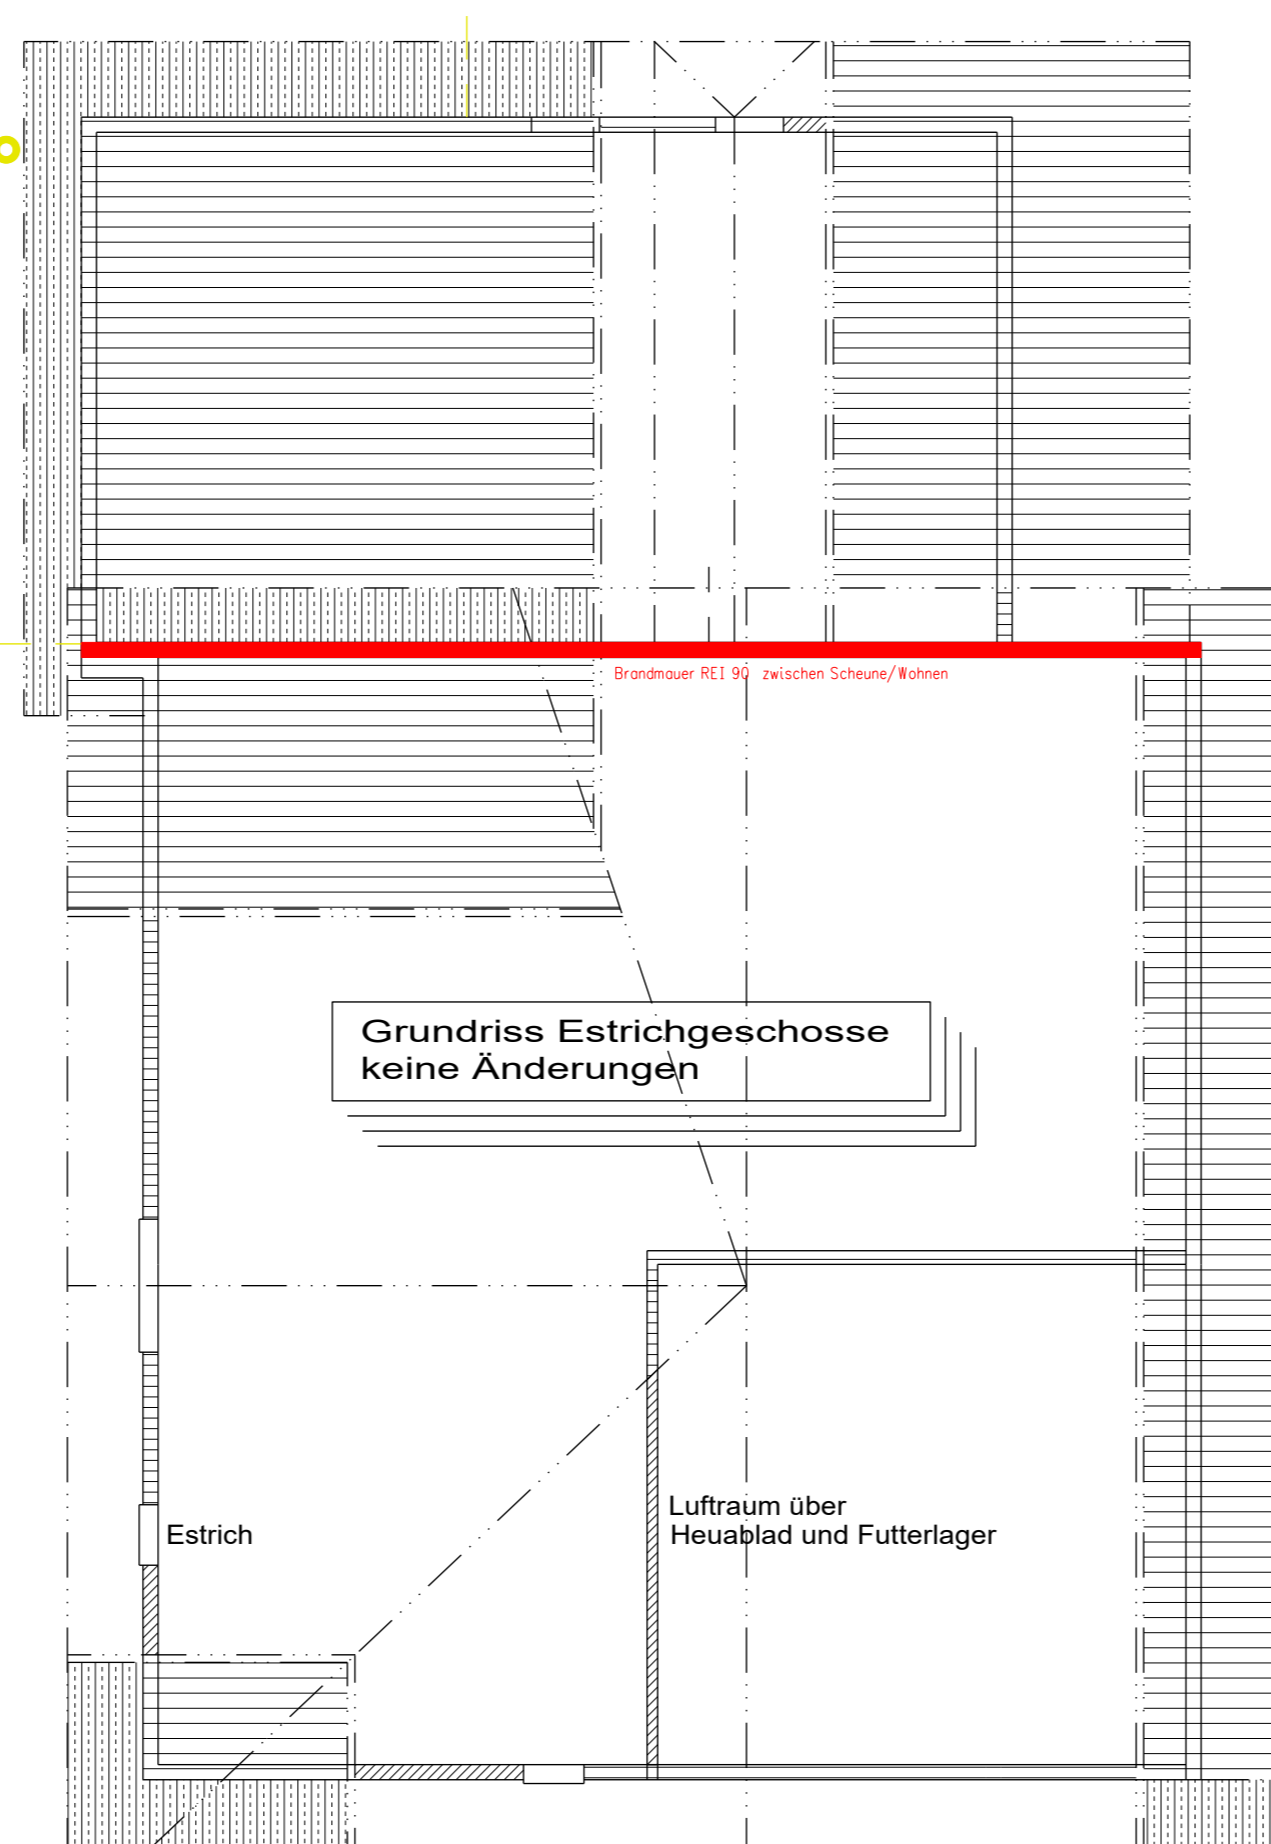 Brandmauer REI 90 zwischen Scheune/Wohnen
Grundriss Estrichgeschosse
keine Änderungen
Luftraum über
Heuablad und Futterlager
Estrich